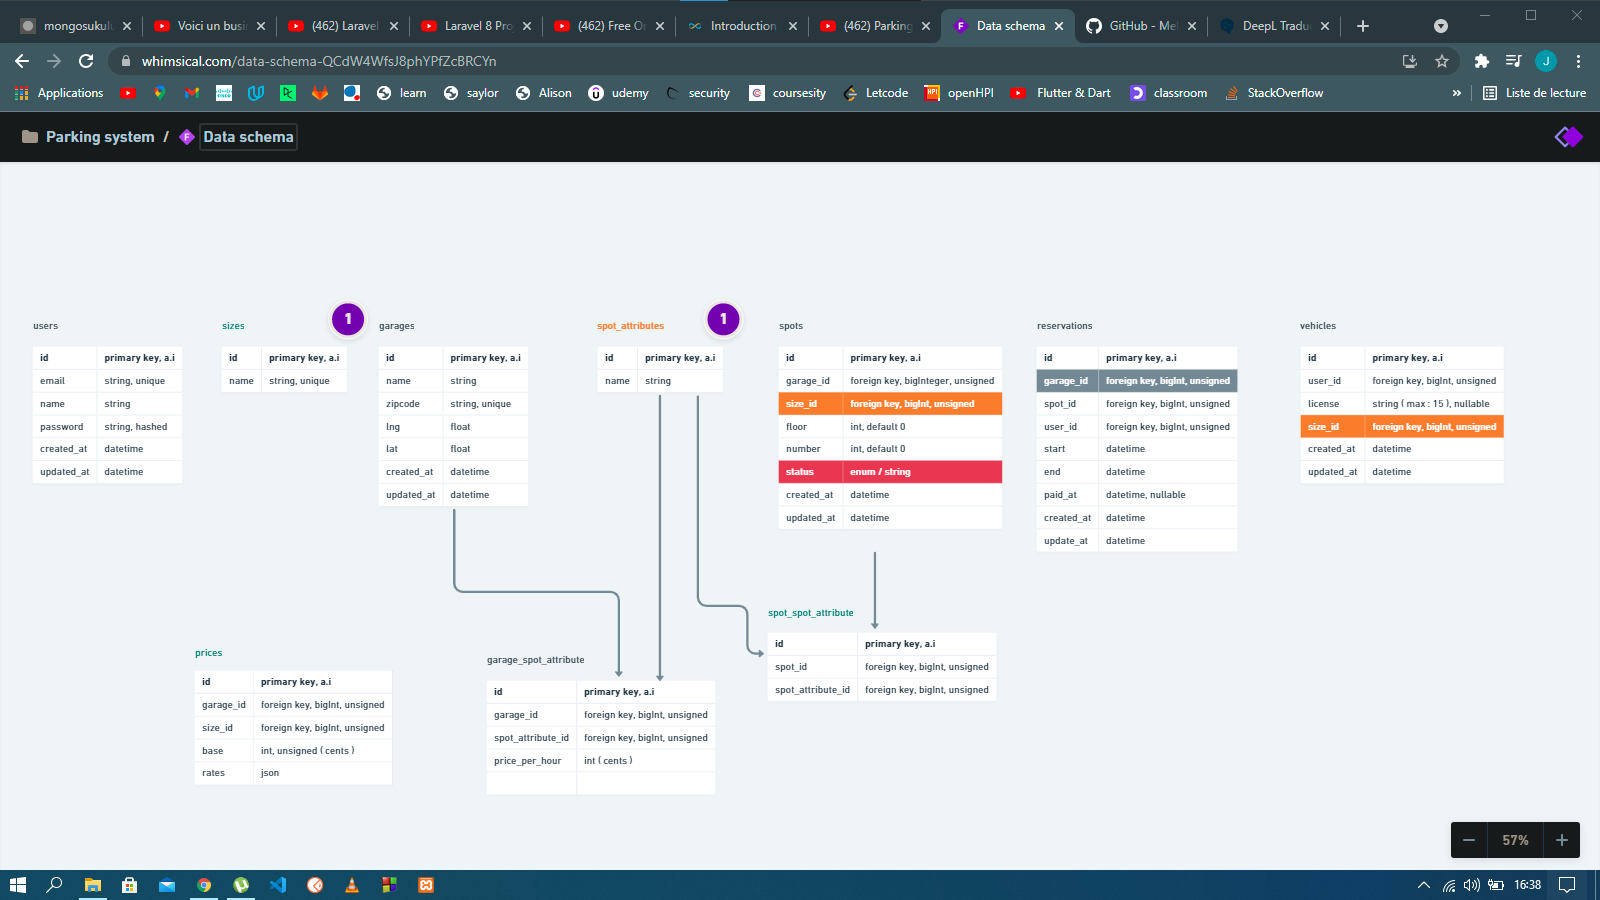 mongosukulu
Voici un busi
(462) Laravel
Laravel 8 Pro
(462) Free On
Introduction
(462) Parking
Data schema
GitHub - Mel
DeepL Tradu
whimsical.com/data-schema-QCdW4WfsJ8phYPfZcBRCYn
J
Applications
learn
saylor
Alison
udemy
security
coursesity
Letcode
openHPI
Flutter & Dart
classroom
StackOverflow
»
Liste de lecture
Parking system / Data schema
users
id primary key, a.i
email string, unique
name string
password string, hashed
created_at datetime
updated_at datetime
sizes
1
id primary key, a.i
name string, unique
garages
id primary key, a.i
name string
zipcode string, unique
lng float
lat float
created_at datetime
updated_at datetime
spot_attributes
1
id primary key, a.i
name string
spots
id primary key, a.i
garage_id foreign key, bigInteger, unsigned
size_id foreign key, bigInt, unsigned
floor int, default 0
number int, default 0
status enum / string
created_at datetime
updated_at datetime
reservations
id primary key, a.i
garage_id foreign key, bigInt, unsigned
spot_id foreign key, bigInt, unsigned
user_id foreign key, bigInt, unsigned
start datetime
end datetime
paid_at datetime, nullable
created_at datetime
update_at datetime
vehicles
id primary key, a.i
user_id foreign key, bigInt, unsigned
license string ( max : 15 ), nullable
size_id foreign key, bigInt, unsigned
created_at datetime
updated_at datetime
prices
id primary key, a.i
garage_id foreign key, bigInt, unsigned
size_id foreign key, bigInt, unsigned
base int, unsigned ( cents )
rates json
garage_spot_attribute
id primary key, a.i
garage_id foreign key, bigInt, unsigned
spot_attribute_id foreign key, bigInt, unsigned
price_per_hour int ( cents )
spot_spot_attribute
id primary key, a.i
spot_id foreign key, bigInt, unsigned
spot_attribute_id foreign key, bigInt, unsigned
57%
16:38